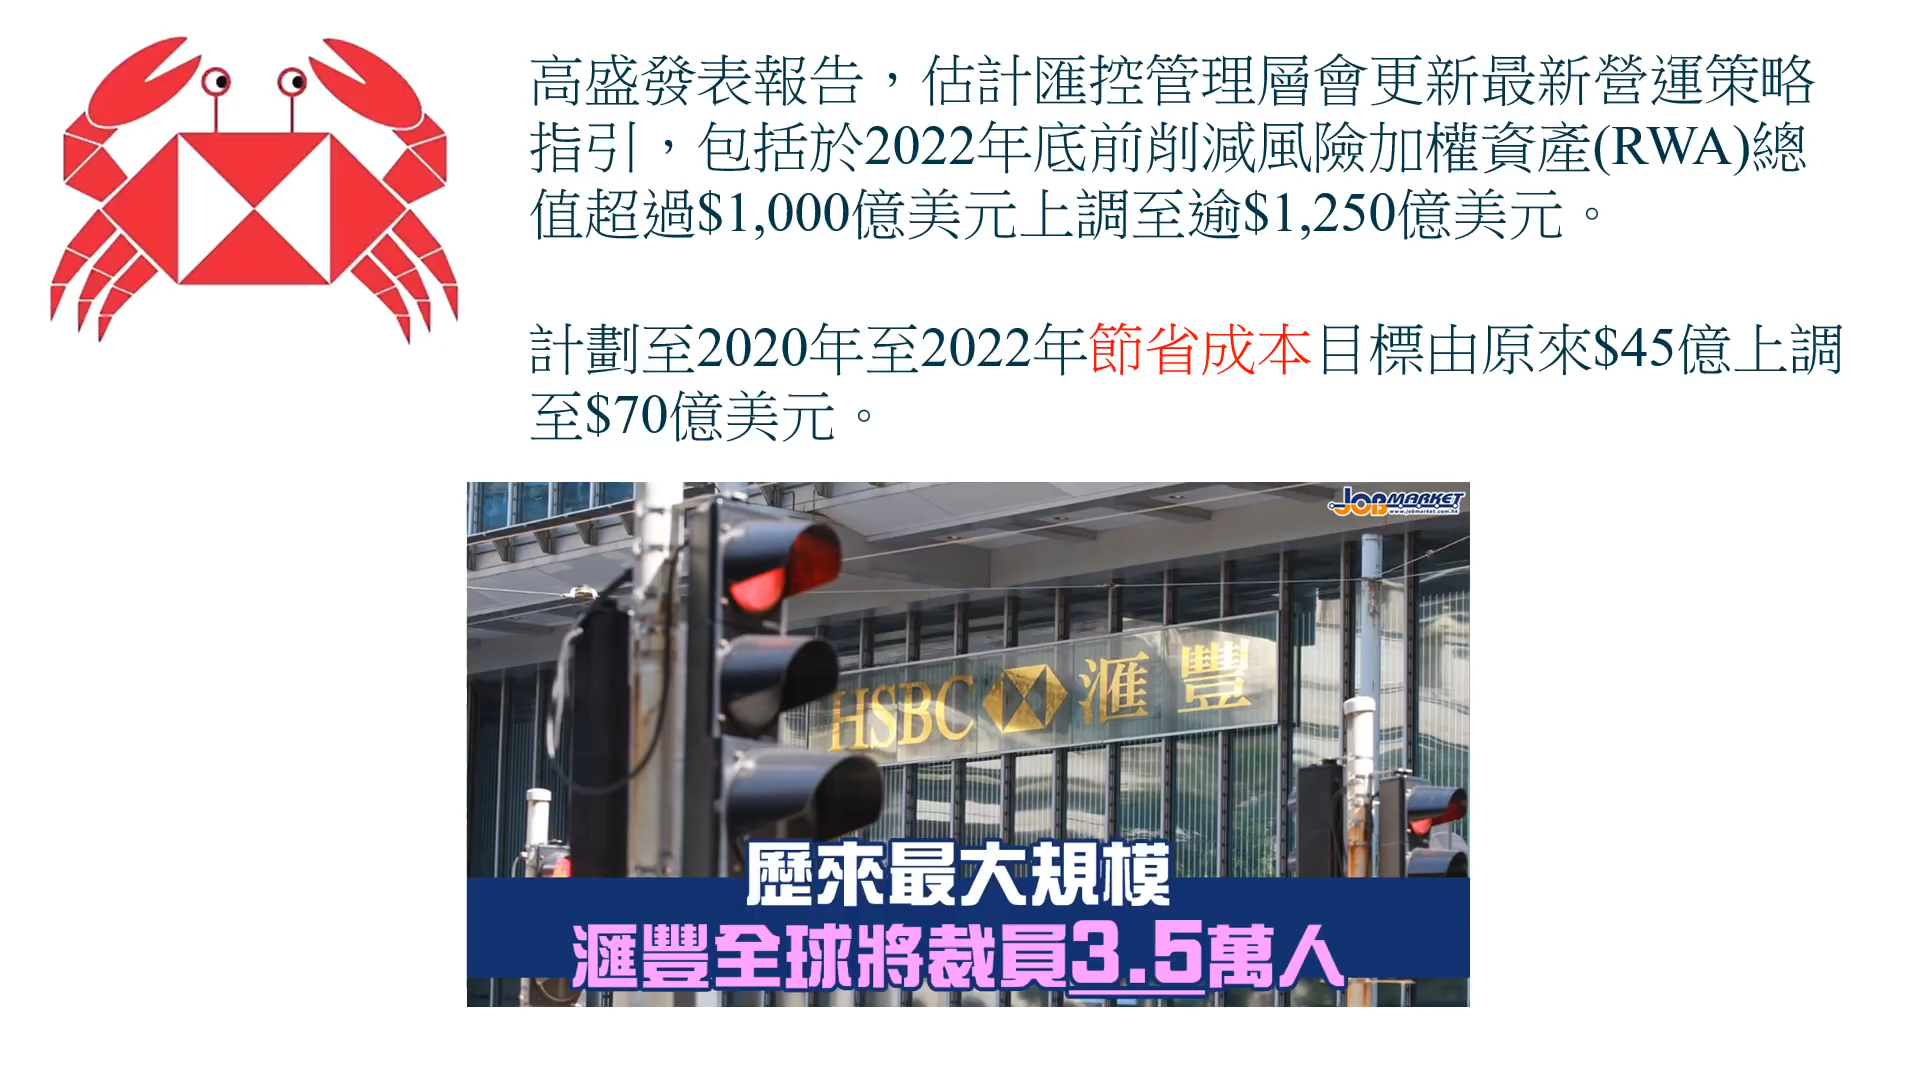 高盛發表報告，估計匯控管理層會更新最新營運策略
指引，包括於2022年底前削減風險加權資產(RWA)總
值超過$1,000億美元上調至逾$1,250億美元。
計劃至2020年至2022年節省成本目標由原來$45億上調
至$70億美元。
JOB MARKET
www.jobmarket.com.hk
HSBC 滙豐
歷來最大規模
滙豐全球將裁員3.5萬人